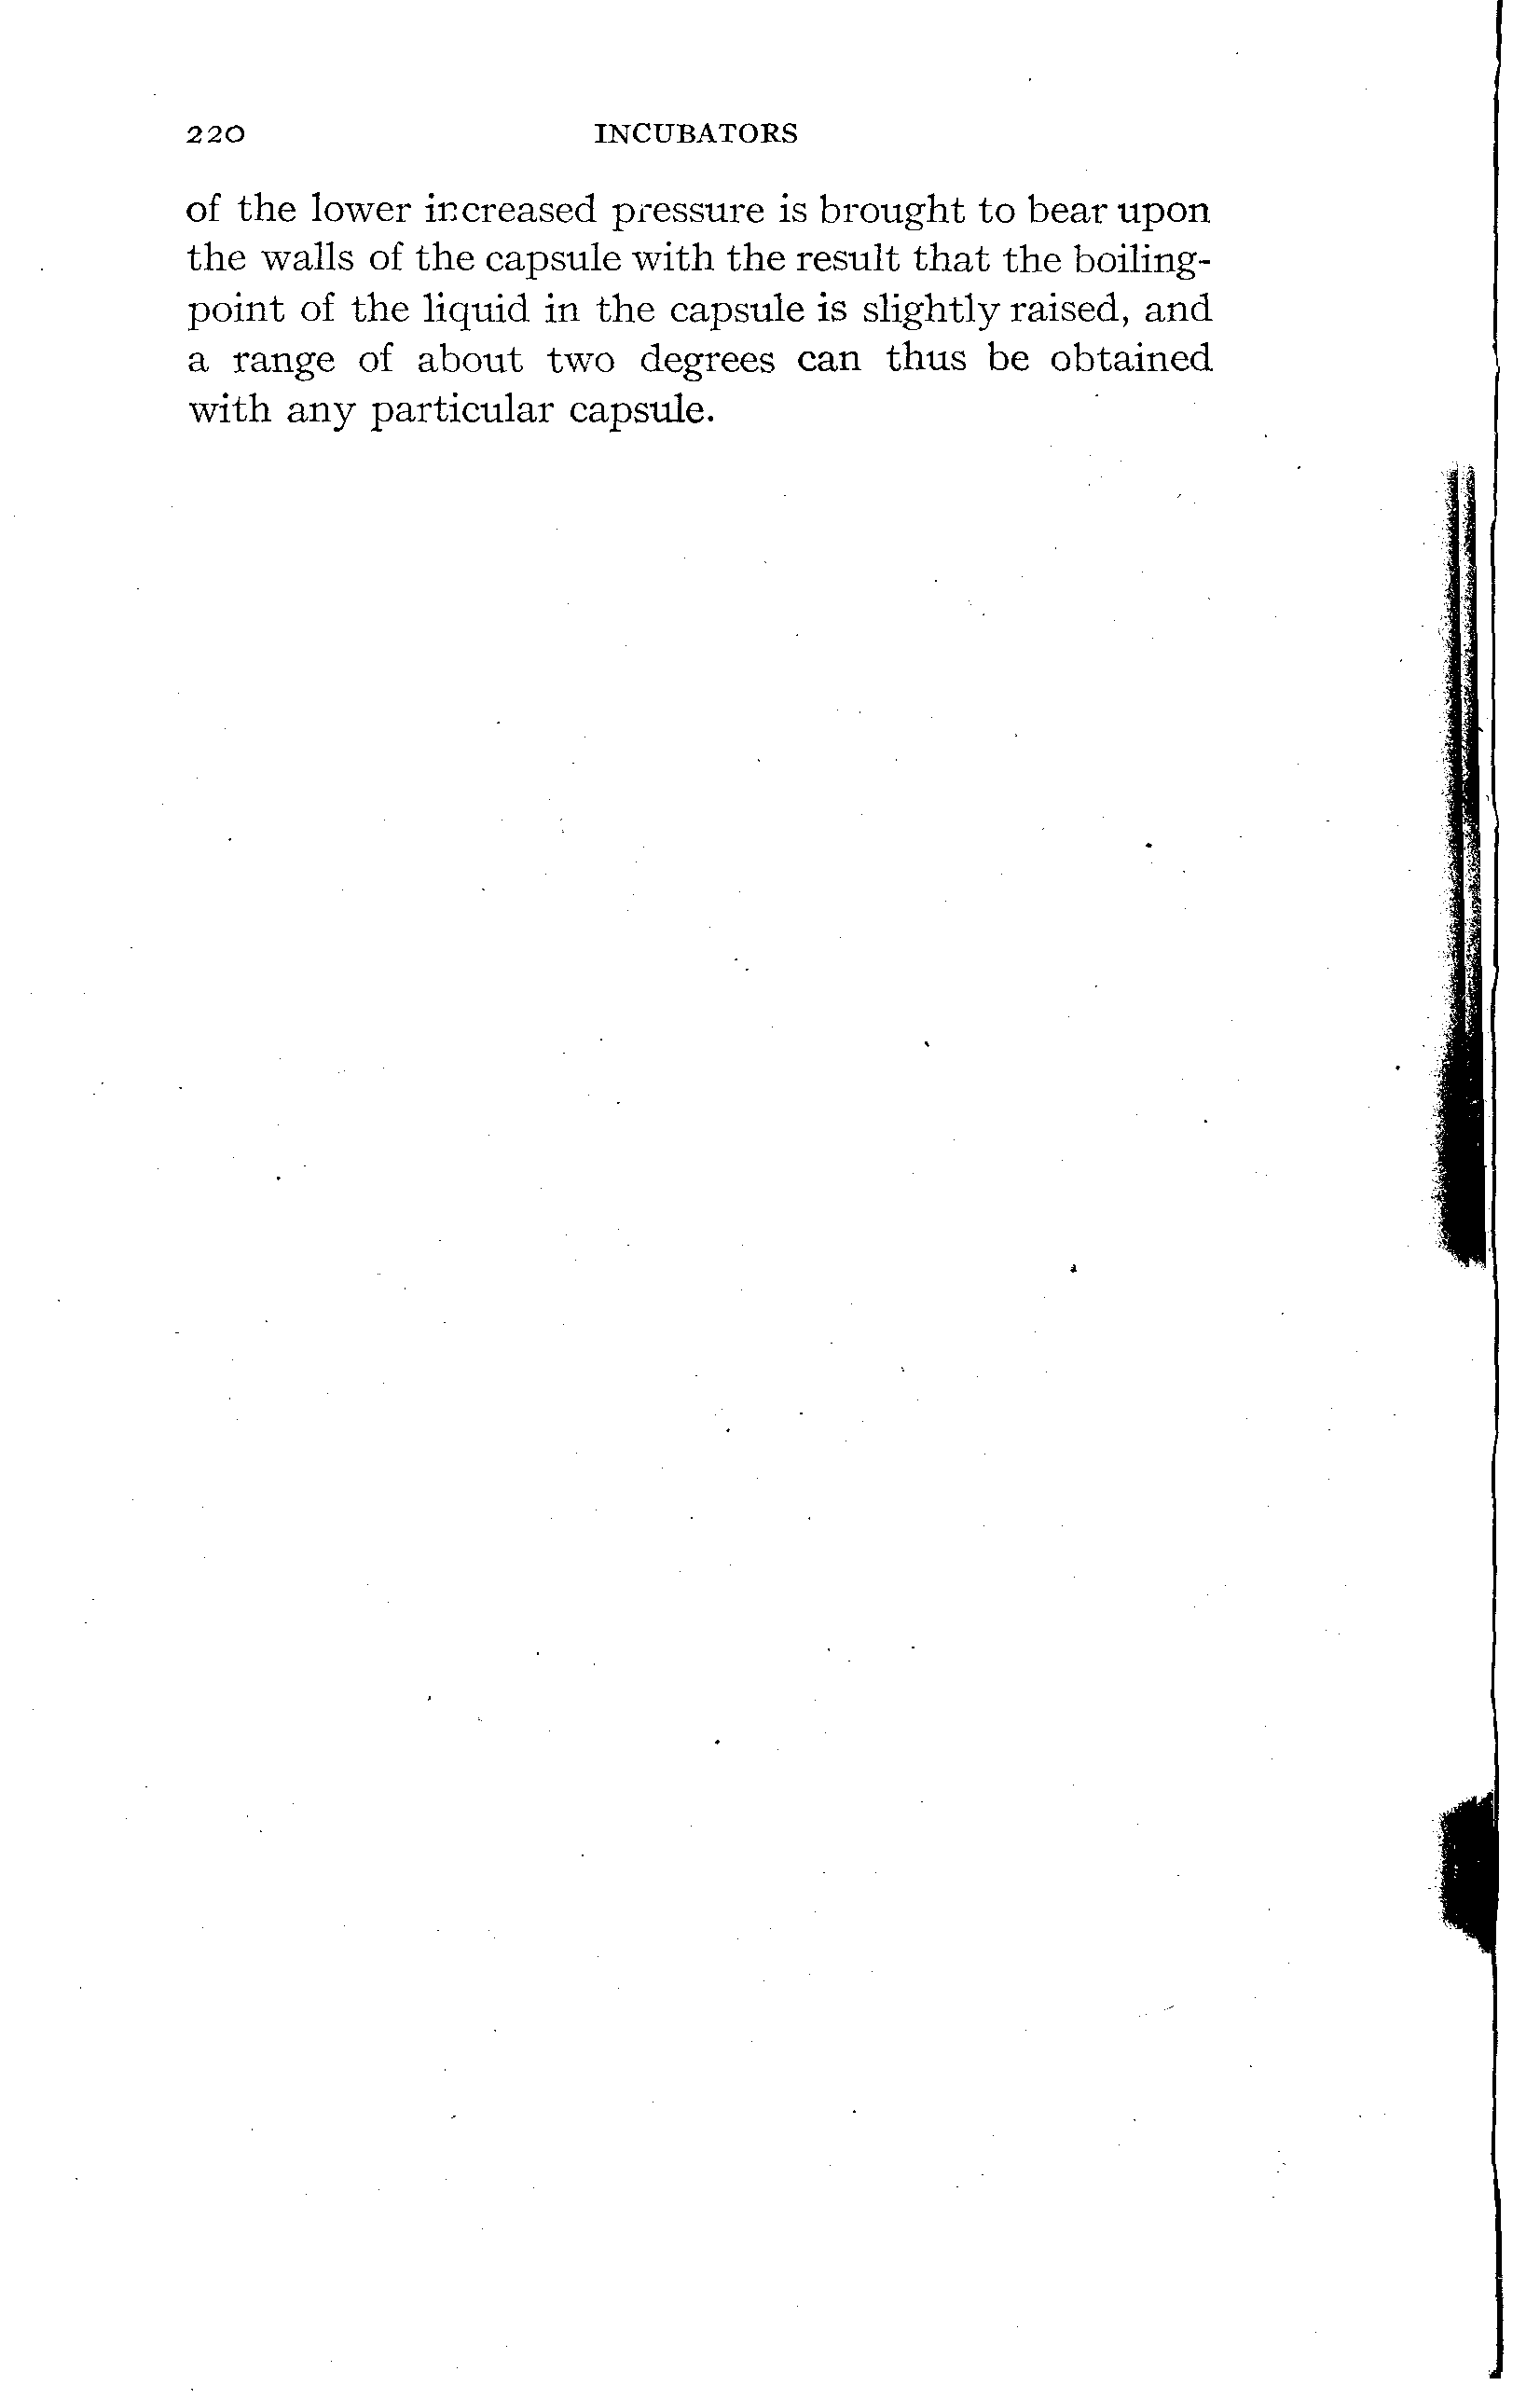 220 INCUBATORS
of the lower increased pressure is brought to bear upon
the walls of the capsule with the result that the boiling-
point of the liquid in the capsule is slightly raised, and
a range of about two degrees can thus be obtained
with any particular capsule.